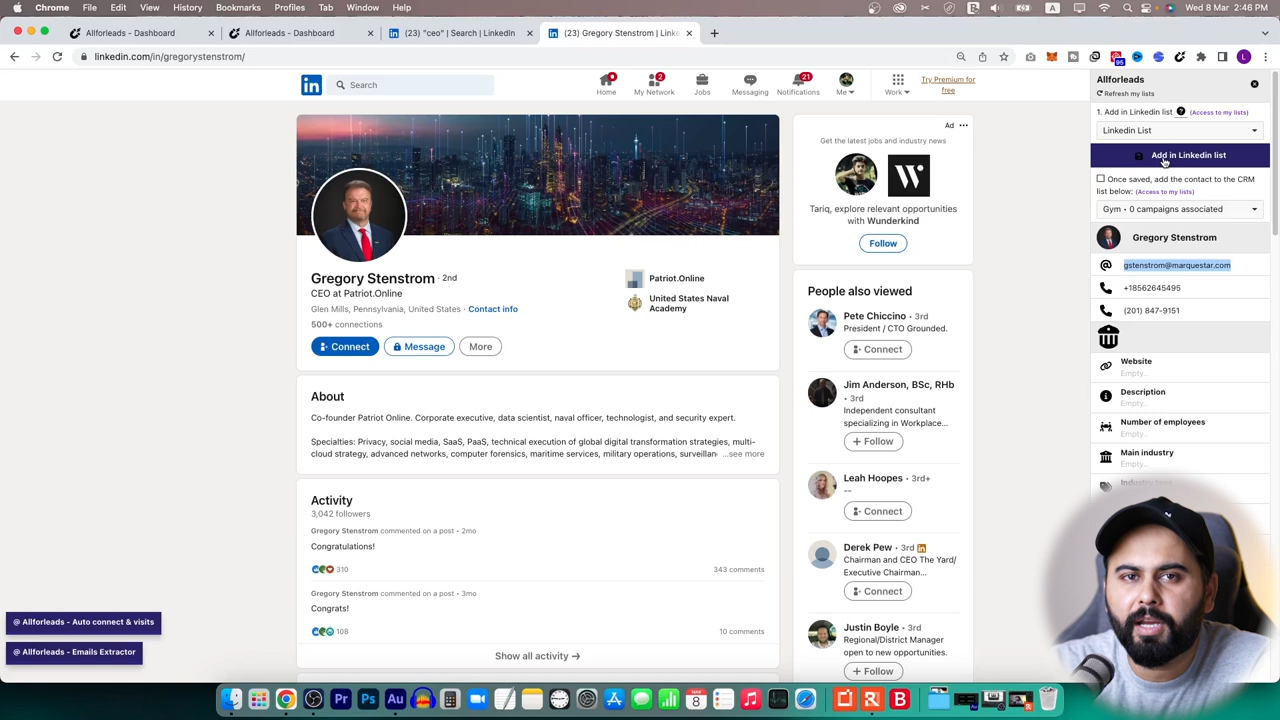 Chrome File Edit View History Bookmarks Profiles Tab Window Help
A Wed 8 Mar 2:46 PM
Allforleads - Dashboard
Allforleads - Dashboard
(23) "ceo" | Search | LinkedIn
(23) Gregory Stenstrom | Linke
linkedin.com/in/gregorystenstrom/
95
L
in
Search
Home
2
My Network
Jobs
Messaging
21
Notifications
Me
Work
Try Premium for
free
Gregory Stenstrom · 2nd
CEO at Patriot.Online
Glen Mills, Pennsylvania, United States · Contact info
500+ connections
Connect
Message
More
Patriot.Online
United States Naval
Academy
About
Co-founder Patriot Online. Corporate executive, data scientist, naval officer, technologist, and security expert.
Specialties: Privacy, social media, SaaS, PaaS, technical execution of global digital transformation strategies, multi-
cloud strategy, advanced networks, computer forensics, maritime services, military operations, surveillan
...see more
Activity
3,042 followers
Gregory Stenstrom commented on a post • 2mo
Congratulations!
310
343 comments
Gregory Stenstrom commented on a post • 3mo
Congrats!
108
10 comments
Show all activity →
Ad
Get the latest jobs and industry news
W
Tariq, explore relevant opportunities
with Wunderkind
Follow
People also viewed
Pete Chiccino • 3rd
President / CTO Grounded.
Connect
Jim Anderson, BSc, RHb
• 3rd
Independent consultant
specializing in Workplace...
+ Follow
Leah Hoopes • 3rd+
--
Connect
Derek Pew • 3rd in
Chairman and CEO The Yard/
Executive Chairman...
Connect
Justin Boyle • 3rd
Regional/District Manager
open to new opportunities.
+ Follow
Allforleads
Refresh my lists
1. Add in Linkedin list ? (Access to my lists)
Linkedin List
Add in Linkedin list
Once saved, add the contact to the CRM
list below: (Access to my lists)
Gym • 0 campaigns associated
Gregory Stenstrom
gstenstrom@marquestar.com
+18562645495
(201) 847-9151
Website
Empty...
Description
Empty...
Number of employees
Empty...
Main industry
Empty...
Industry tags
@ Allforleads - Auto connect & visits
@ Allforleads - Emails Extractor